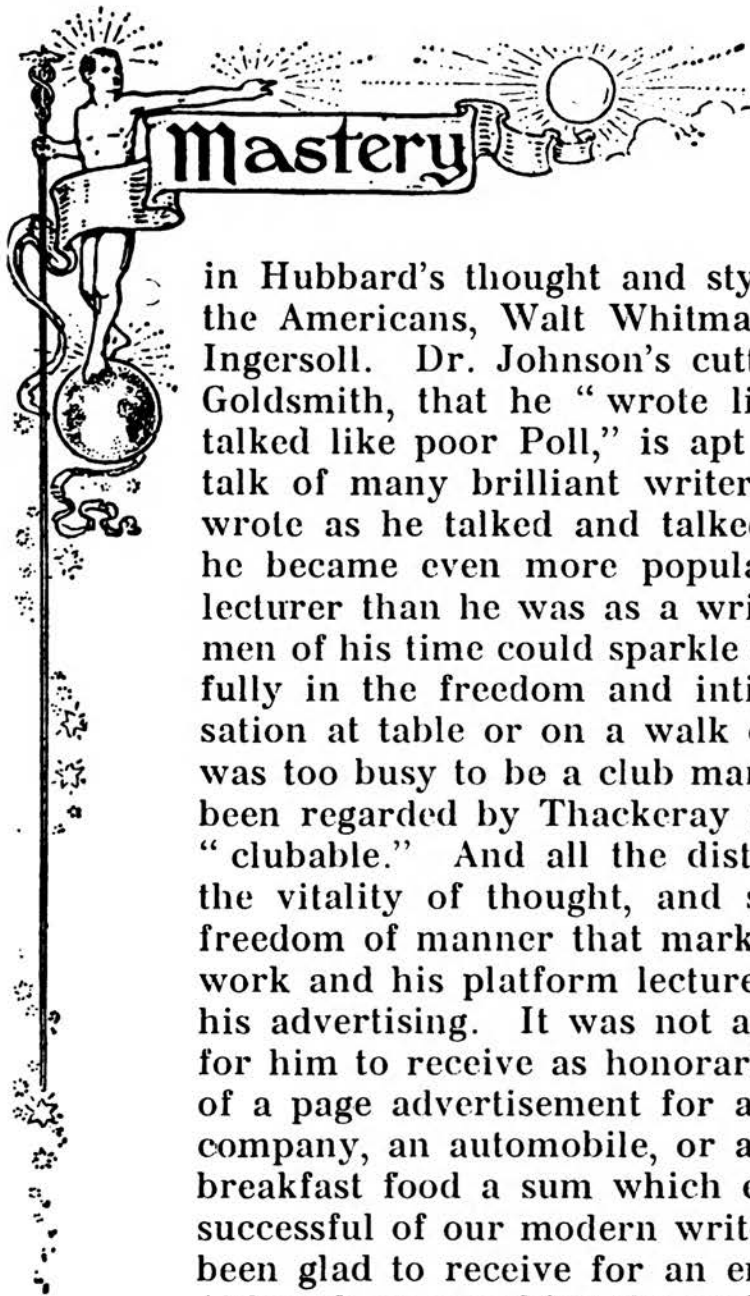 Mastery
in Hubbard's thought and sty
the Americans, Walt Whitma
Ingersoll. Dr. Johnson's cutt
Goldsmith, that he " wrote li
talked like poor Poll," is apt
talk of many brilliant writer
wrote as he talked and talke
he became even more popula
lecturer than he was as a wri
men of his time could sparkle
fully in the freedom and inti
sation at table or on a walk
was too busy to be a club man
been regarded by Thackeray
" clubable." And all the dist
the vitality of thought, and s
freedom of manner that mark
work and his platform lecture
his advertising. It was not a
for him to receive as honorar
of a page advertisement for a
company, an automobile, or a
breakfast food a sum which e
successful of our modern writ
been glad to receive for an e